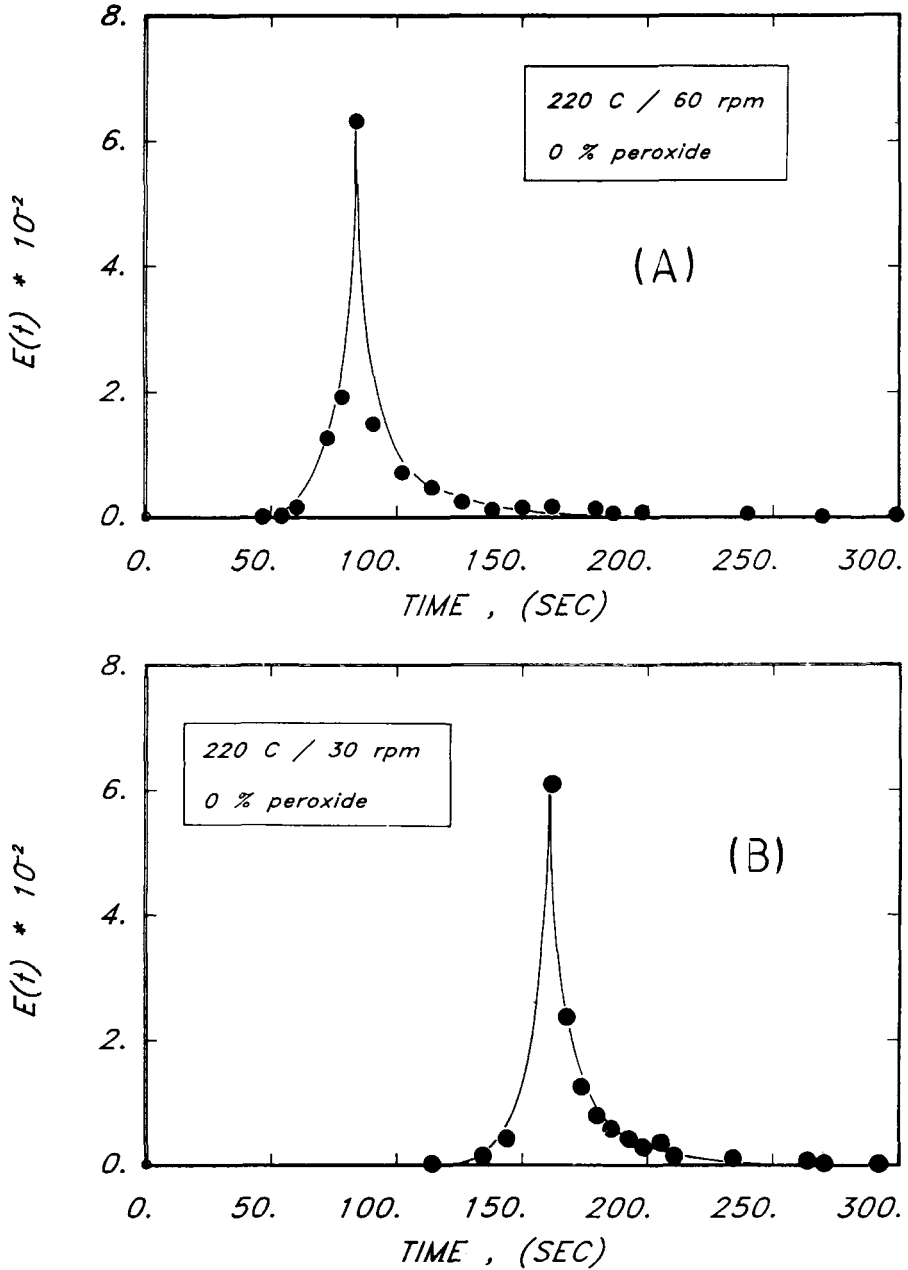 8.
6.
4.
2.
0.
E(t) * 10⁻²
220 C / 60 rpm
0 % peroxide
(A)
0. 50. 100. 150. 200. 250. 300.
TIME , (SEC)
8.
6.
4.
2.
0.
E(t) * 10⁻²
220 C / 30 rpm
0 % peroxide
(B)
0. 50. 100. 150. 200. 250. 300.
TIME , (SEC)